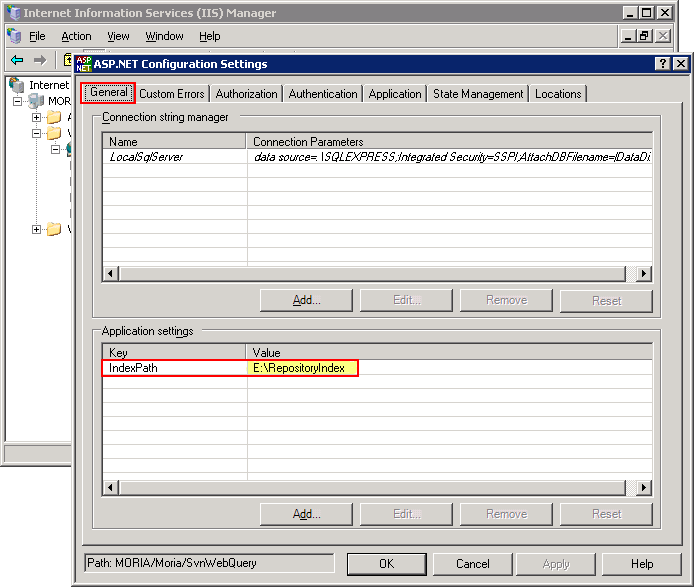 Internet Information Services (IIS) Manager
File Action View Window Help
ASP.NET Configuration Settings
Internet
MOR
General Custom Errors Authorization Authentication Application State Management Locations
Connection string manager
Name Connection Parameters
LocalSqlServer data source=.\SQLEXPRESS;Integrated Security=SSPI;AttachDBFilename=|DataDi
Add... Edit... Remove Reset
Application settings
Key Value
IndexPath E:\RepositoryIndex
Add... Edit... Remove Reset
Path: MORIA/Moria/SvnWebQuery
OK Cancel Apply Help